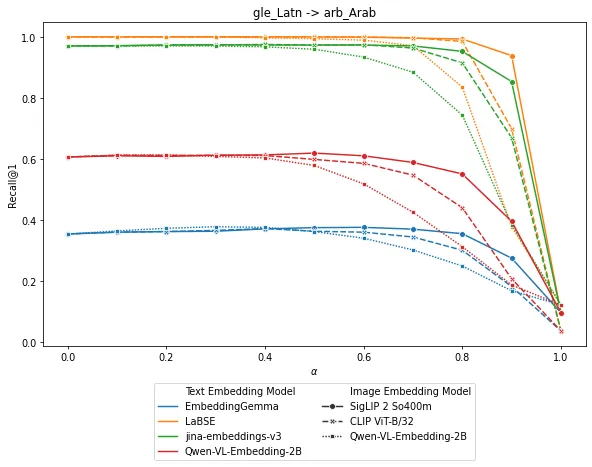 gle_Latn -> arb_Arab
Recall@1
1.0
0.8
0.6
0.4
0.2
0.0
0.0 0.2 0.4 0.6 0.8 1.0
α
Text Embedding Model Image Embedding Model
EmbeddingGemma SigLIP 2 So400m
LaBSE CLIP ViT-B/32
jina-embeddings-v3 Qwen-VL-Embedding-2B
Qwen-VL-Embedding-2B